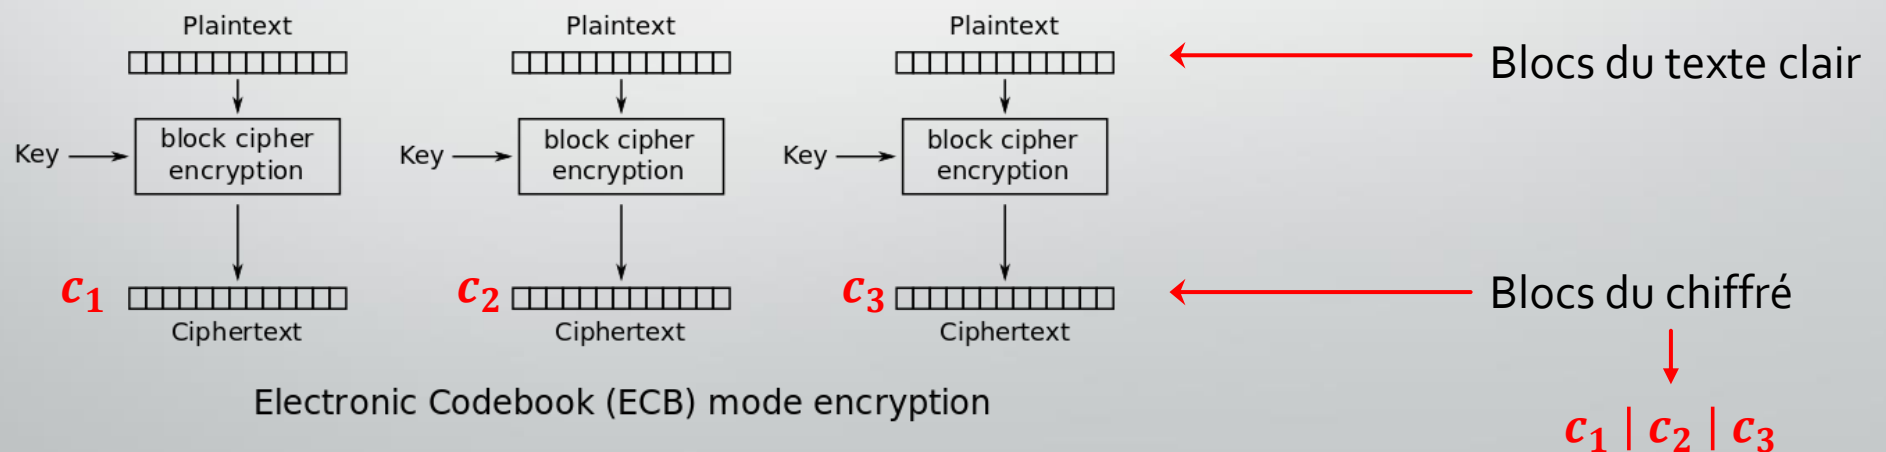 Plaintext
Plaintext
Plaintext
Blocs du texte clair
Key
block cipher
encryption
Key
block cipher
encryption
Key
block cipher
encryption
c₁
c₂
c₃
Blocs du chiffré
Ciphertext
Ciphertext
Ciphertext
Electronic Codebook (ECB) mode encryption
c₁ | c₂ | c₃